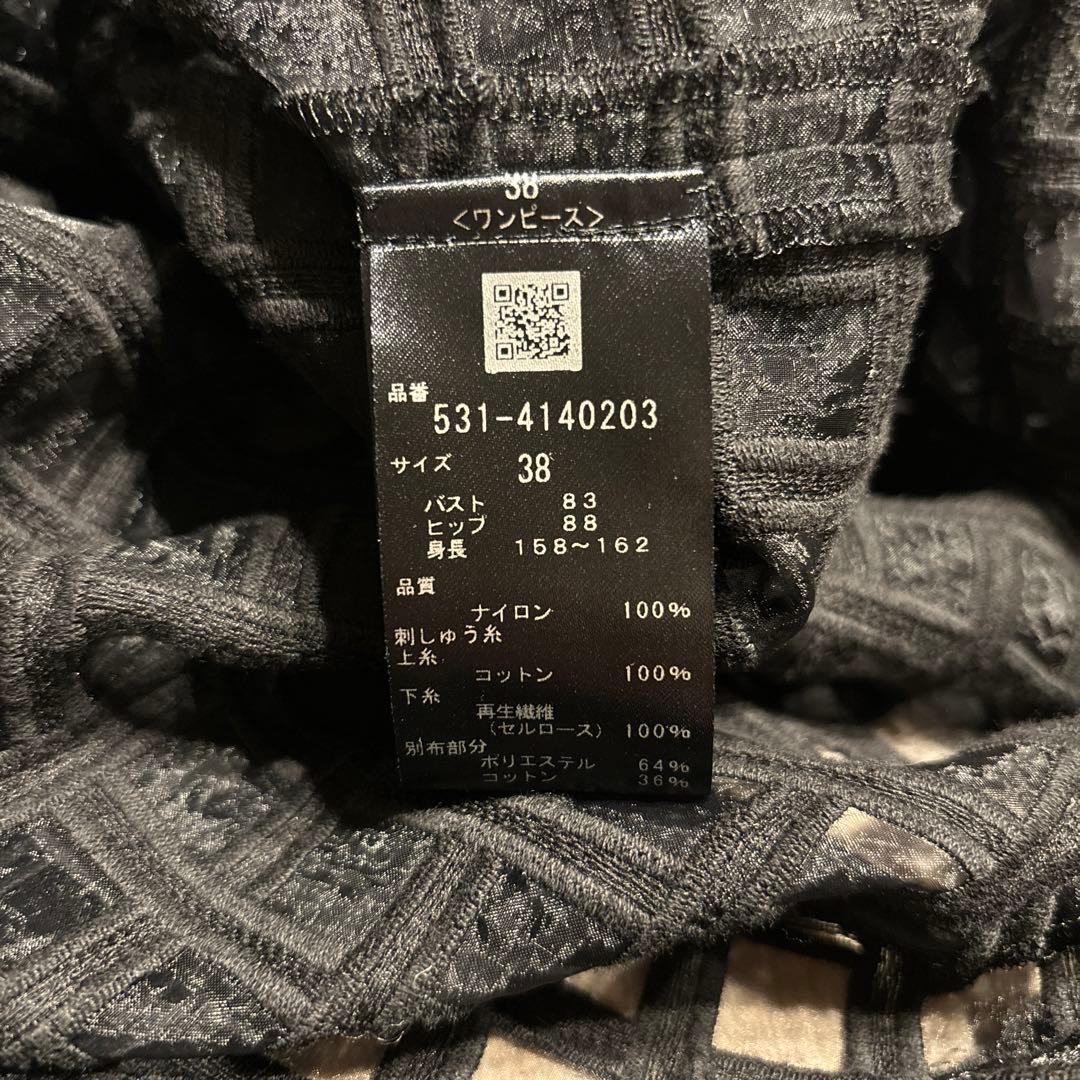 38
<ワンピース>
品番
531-4140203
サイズ 38
バスト 83
ヒップ 88
身長 158~162
品質
ナイロン 100%
刺しゅう糸
上糸
コットン 100%
下糸
再生繊維
(セルロース) 100%
別布部分
ポリエステル 64%
コットン 36%